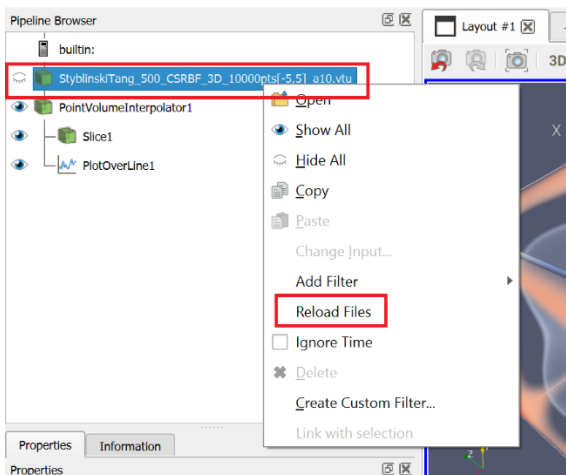 Pipeline Browser
Layout #1
builtin:
3D
StyblinskiTang_500_CSRBF_3D_10000pts[-5,5]_a10.vtu
Open
PointVolumeInterpolator1
Show All
X
Slice1
Hide All
PlotOverLine1
Copy
Paste
Change Input...
Add Filter
Reload Files
Ignore Time
Delete
Create Custom Filter...
Link with selection
Properties
Information
Z
Properties